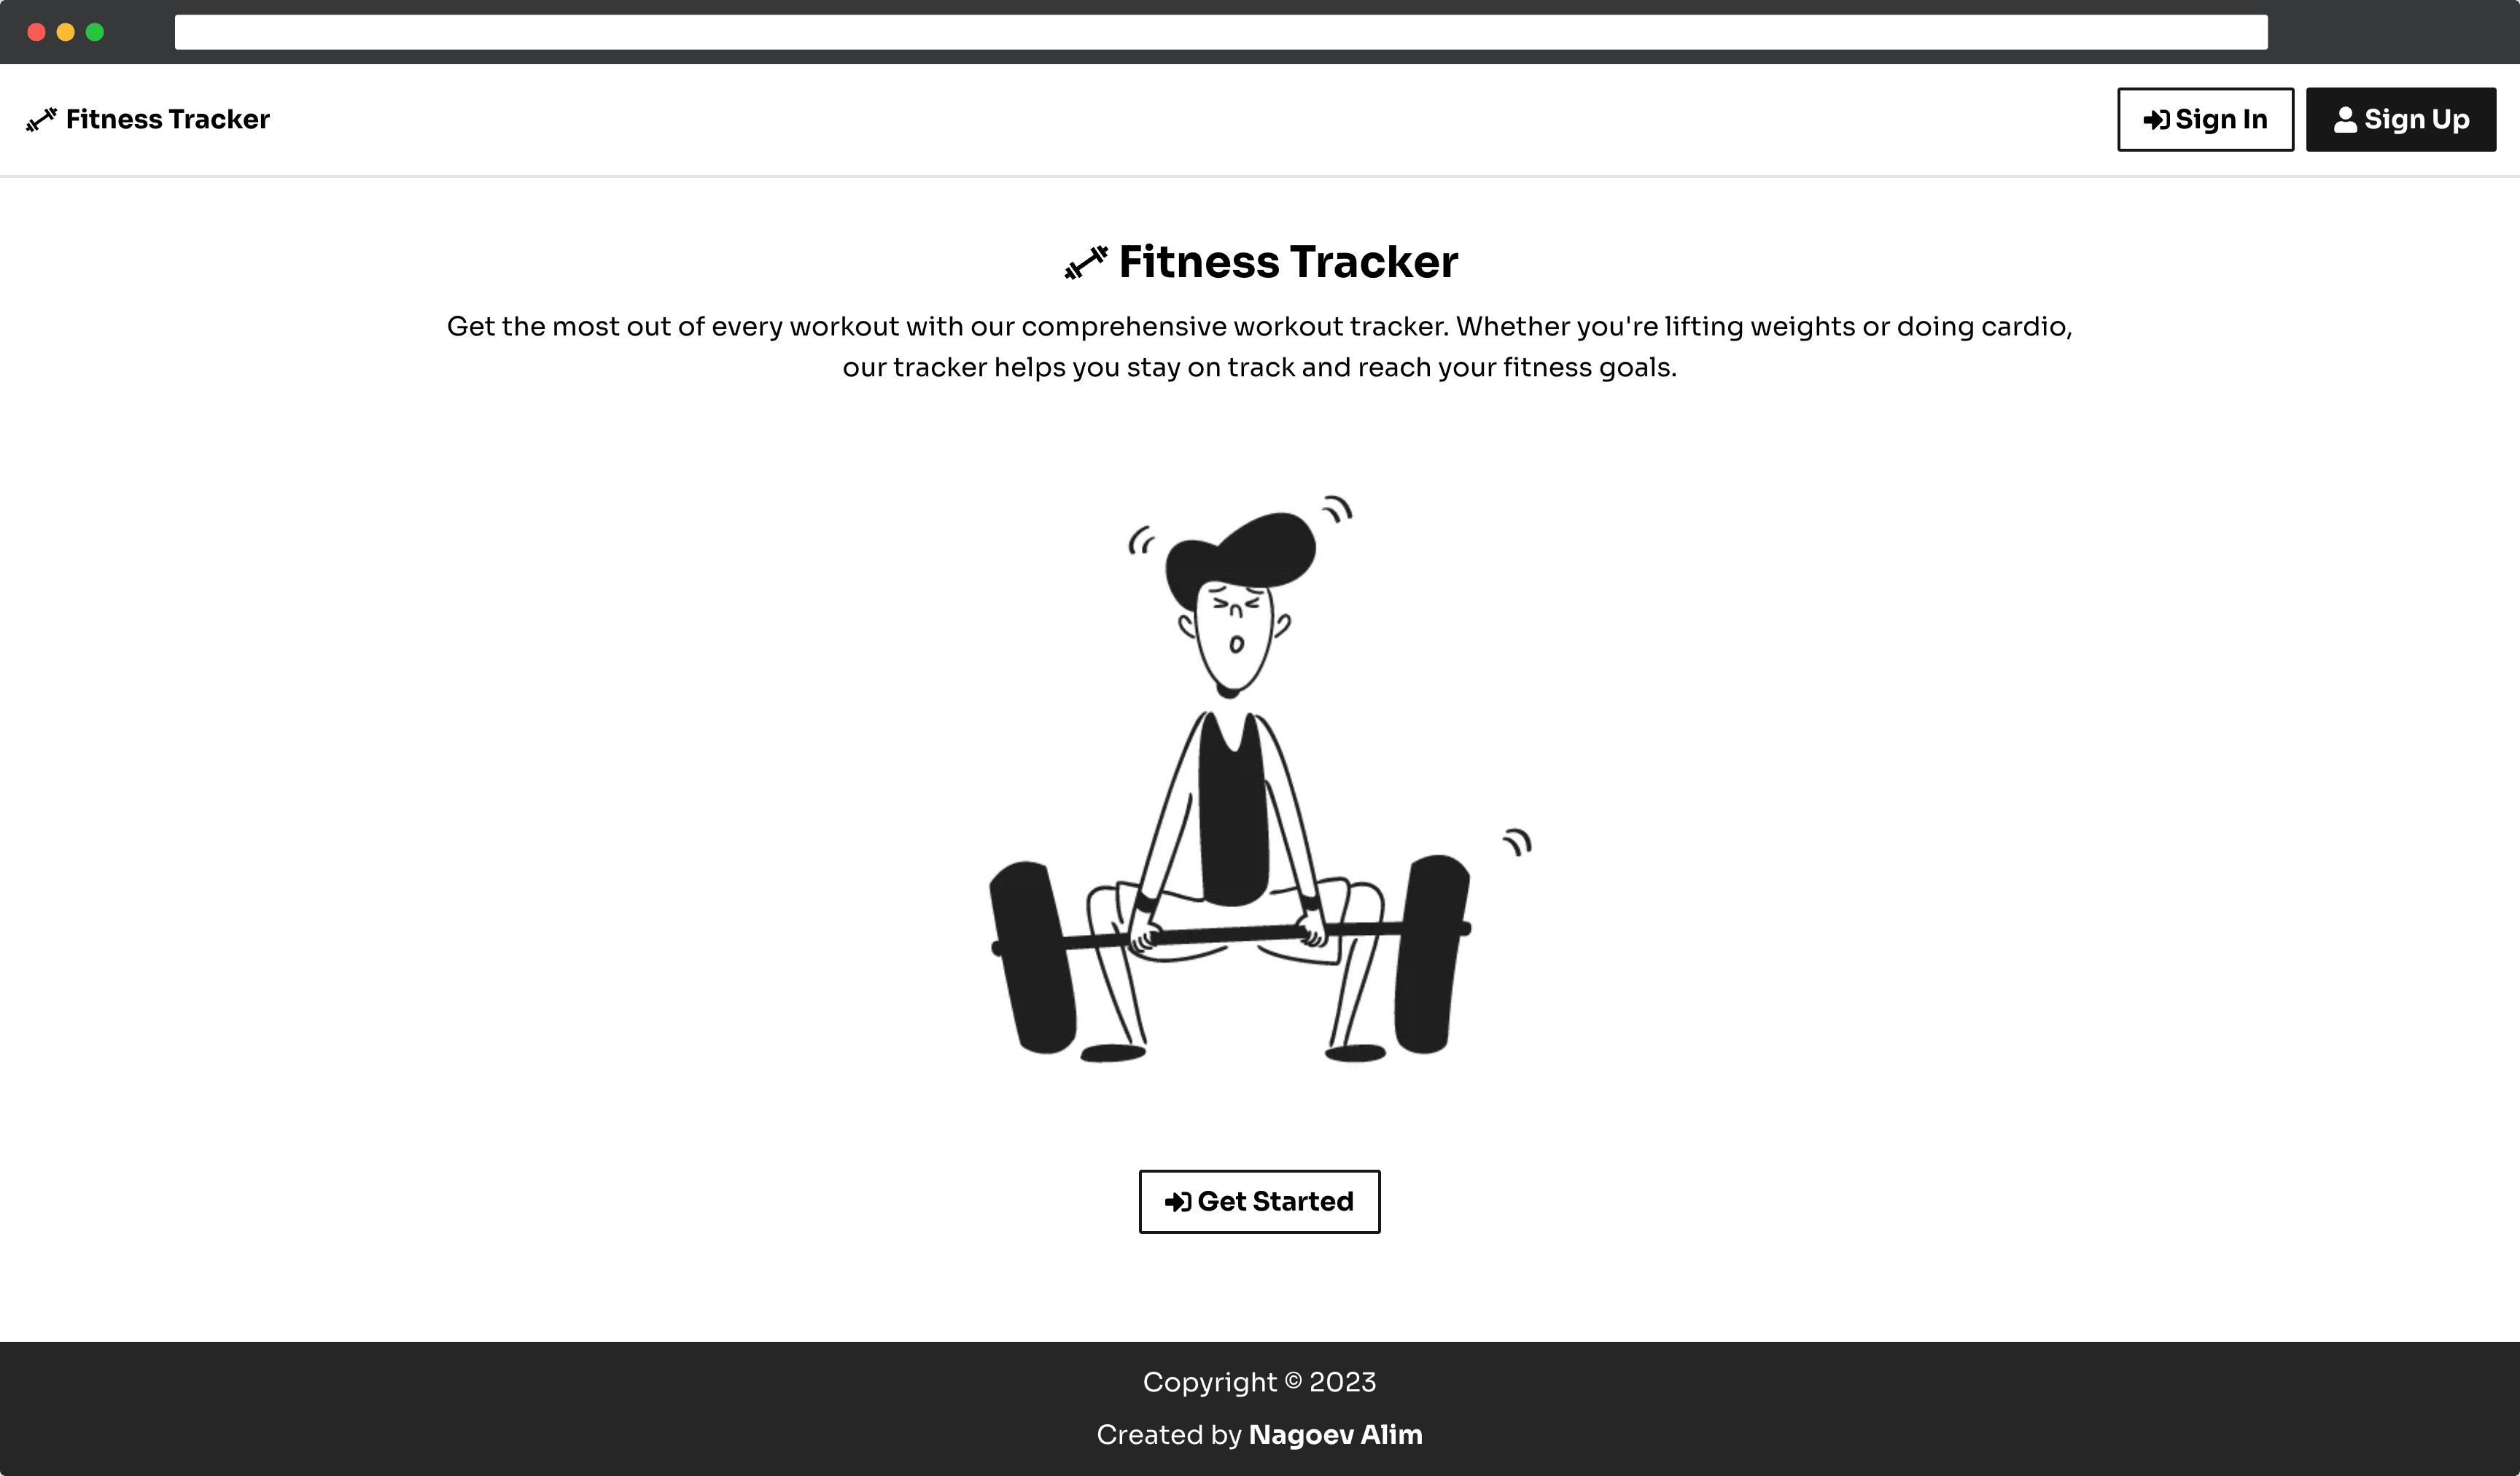 Fitness Tracker
Sign In
Sign Up
Fitness Tracker
Get the most out of every workout with our comprehensive workout tracker. Whether you're lifting weights or doing cardio,
our tracker helps you stay on track and reach your fitness goals.
Get Started
Copyright © 2023
Created by Nagoev Alim